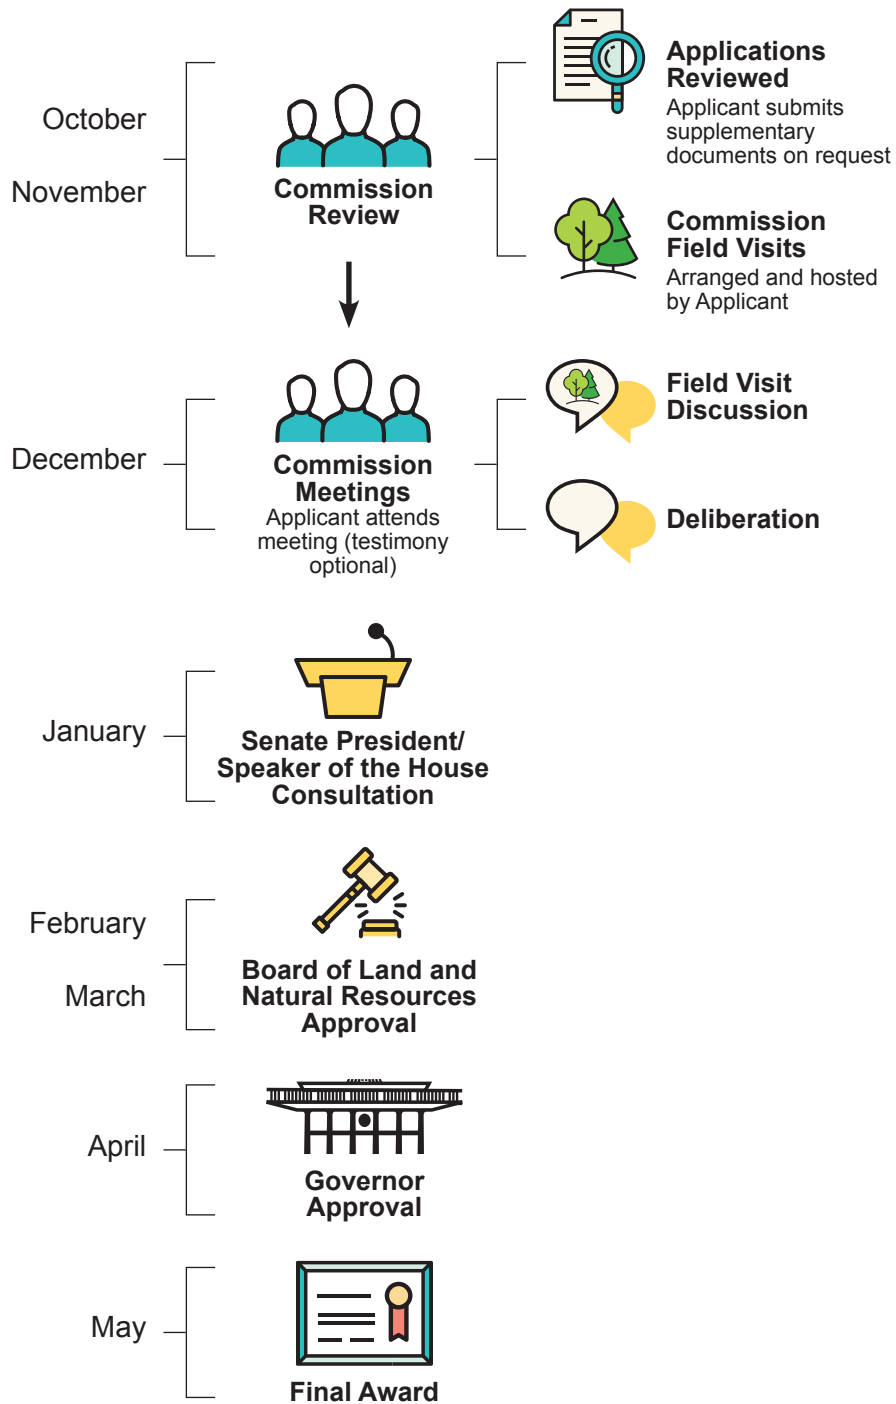 October
November
Commission
Review
Applications
Reviewed
Applicant submits
supplementary
documents on request
Commission
Field Visits
Arranged and hosted
by Applicant
December
Commission
Meetings
Applicant attends
meeting (testimony
optional)
Field Visit
Discussion
Deliberation
January
Senate President/
Speaker of the House
Consultation
February
March
Board of Land and
Natural Resources
Approval
April
Governor
Approval
May
Final Award